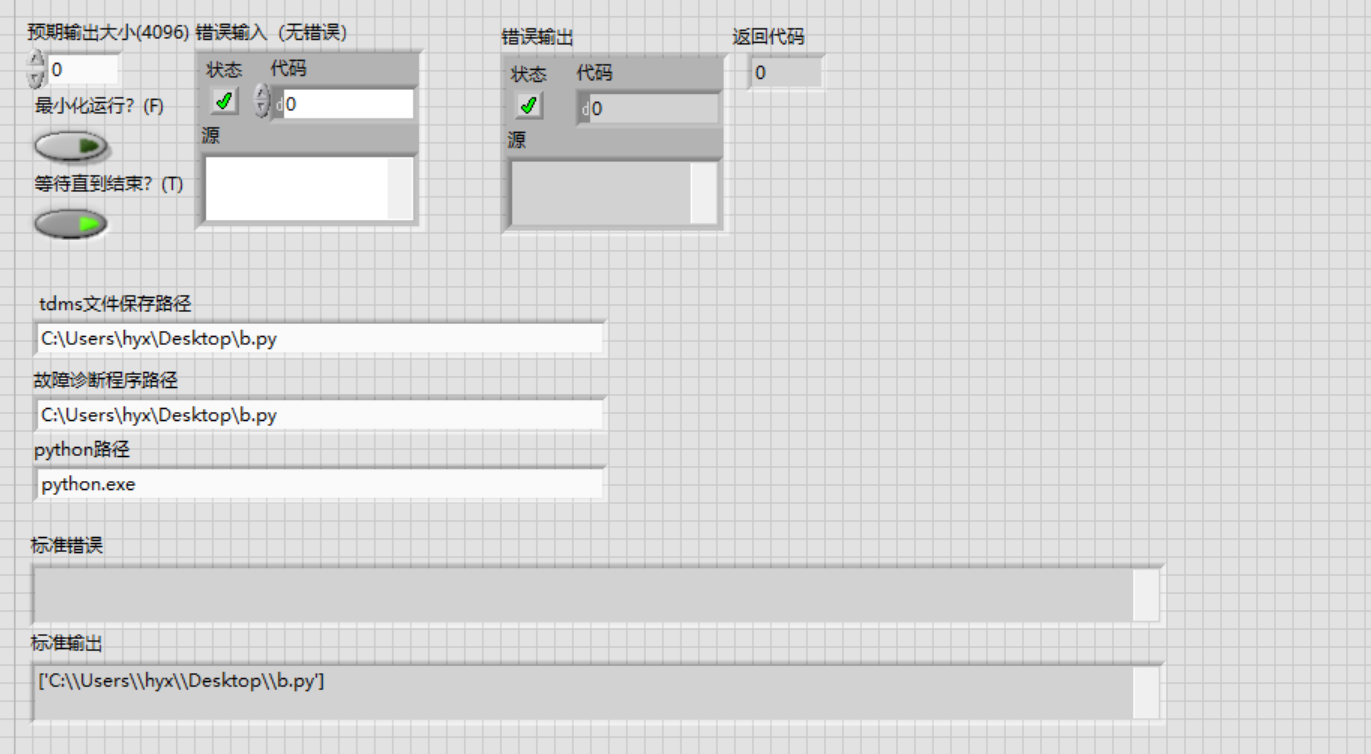 预期输出大小(4096) 错误输入（无错误） 错误输出 返回代码
0 状态 代码 状态 代码 0
最小化运行？(F) d0 d0
源 源
等待直到结束？(T)
tdms文件保存路径
C:\Users\hyx\Desktop\b.py
故障诊断程序路径
C:\Users\hyx\Desktop\b.py
python路径
python.exe
标准错误
标准输出
['C:\\Users\\hyx\\Desktop\\b.py']